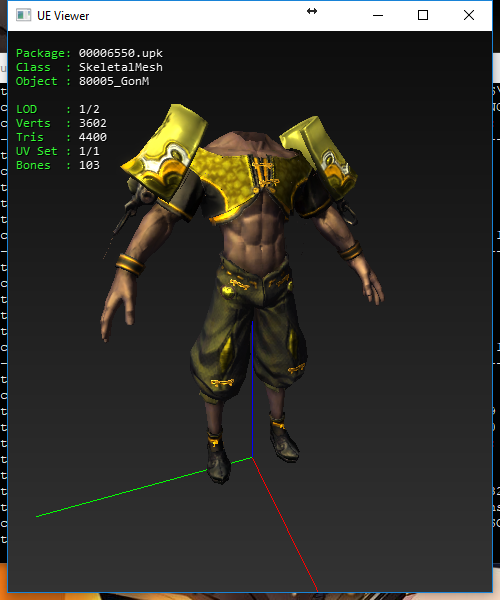 UE Viewer
Package: 00006550.upk
Class : SkeletalMesh
Object : 80005_GonM
LOD : 1/2
Verts : 3602
Tris : 4400
UV Set : 1/1
Bones : 103